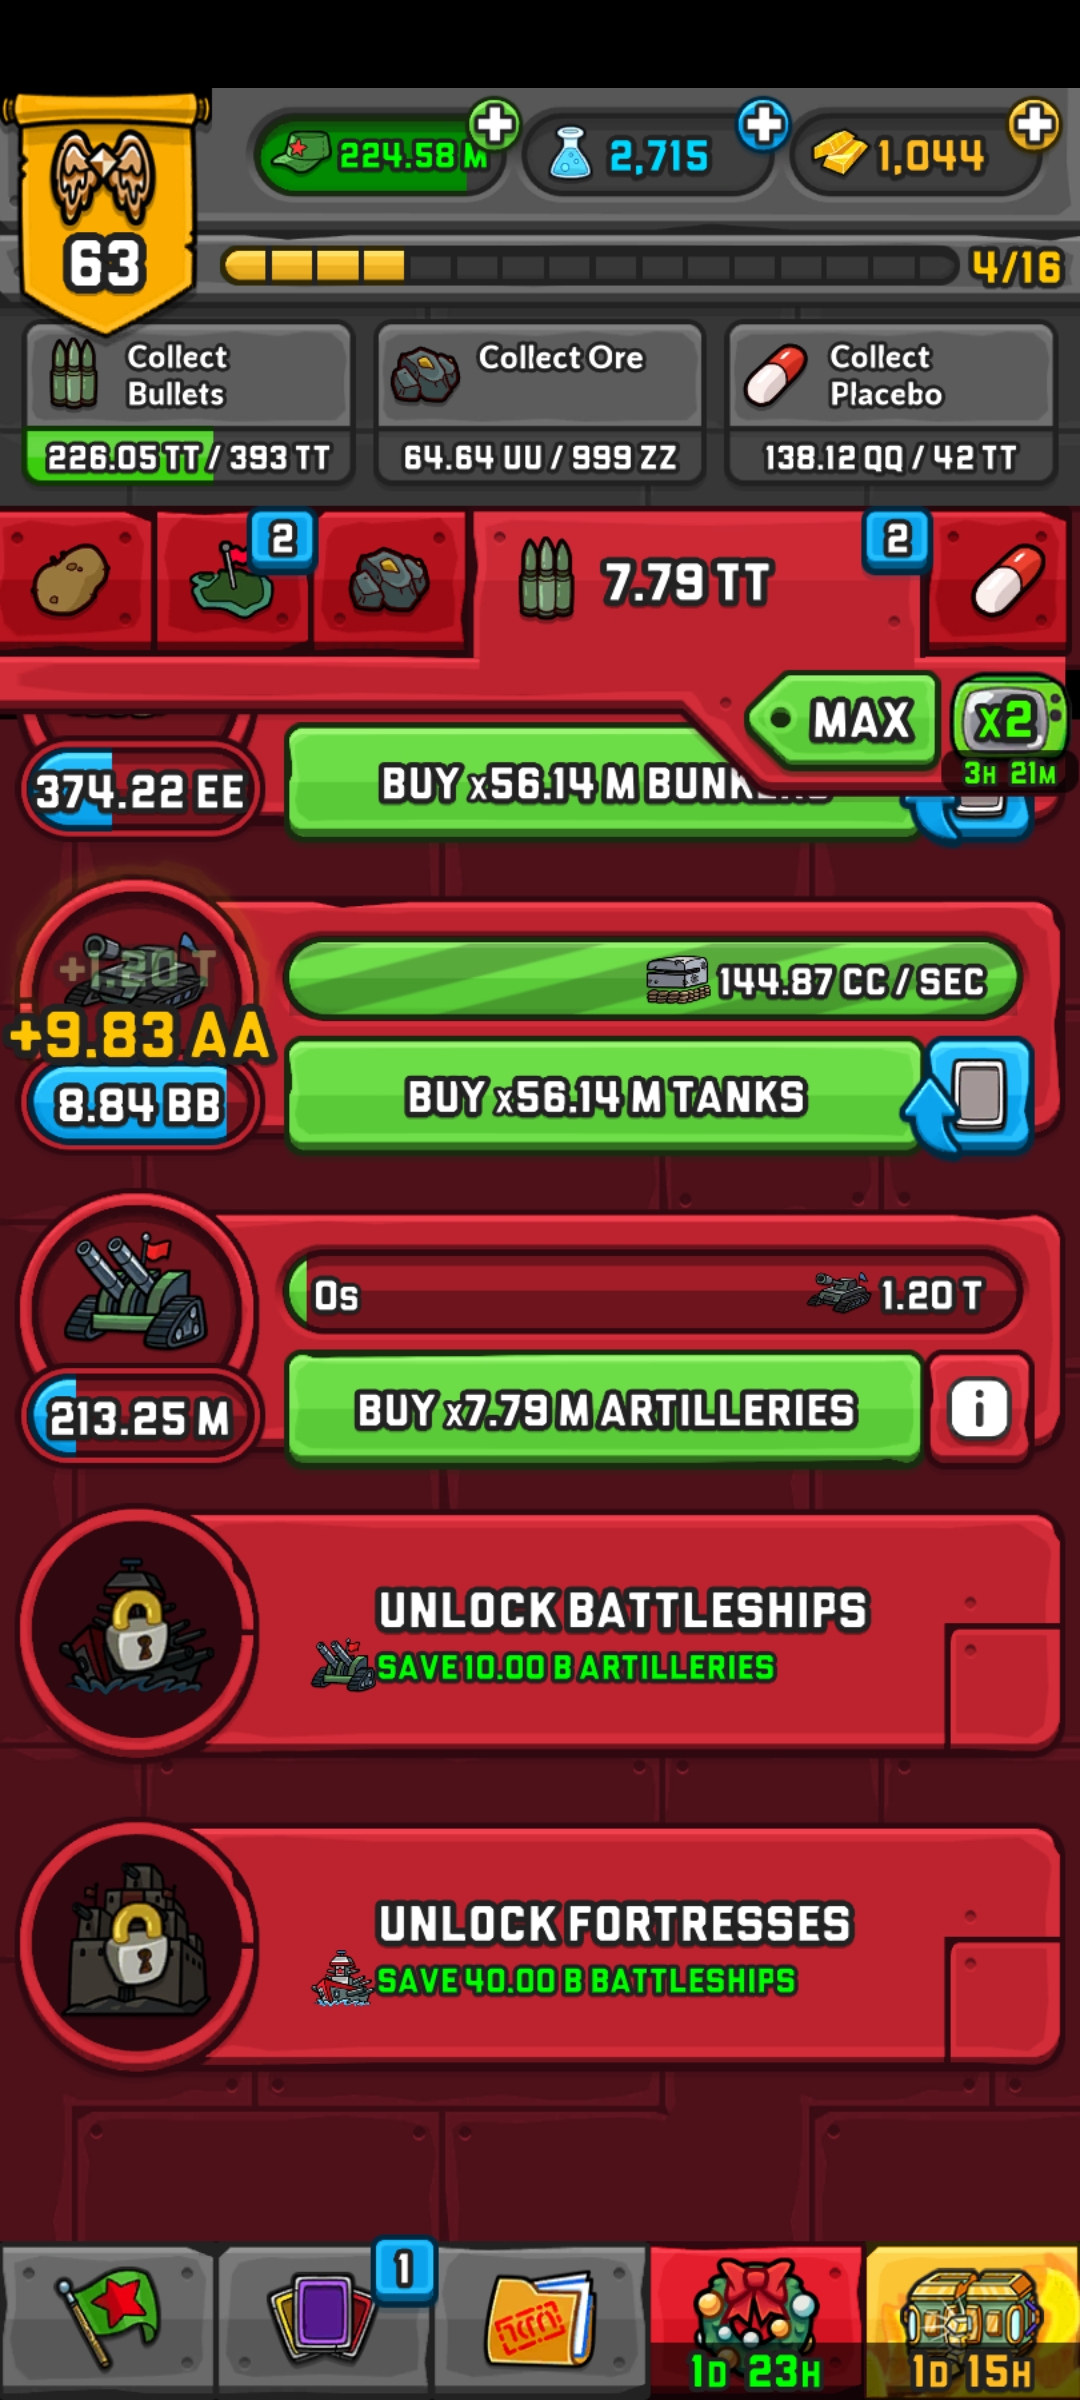 224.58 M
2,715
1,044
63
4/16
Collect
Bullets
226.05 TT / 393 TT
Collect Ore
64.64 UU / 999 ZZ
Collect
Placebo
138.12 QQ / 42 TT
2
7.79 TT
2
MAX
x2
3H 21M
374.22 EE
BUY x56.14 M BUNKERS
+1.20 T
+9.83 AA
8.84 BB
144.87 CC / SEC
BUY x56.14 M TANKS
0s
1.20 T
213.25 M
BUY x7.79 M ARTILLERIES
i
UNLOCK BATTLESHIPS
SAVE 10.00 B ARTILLERIES
UNLOCK FORTRESSES
SAVE 40.00 B BATTLESHIPS
1
1D 23H
1D 15H